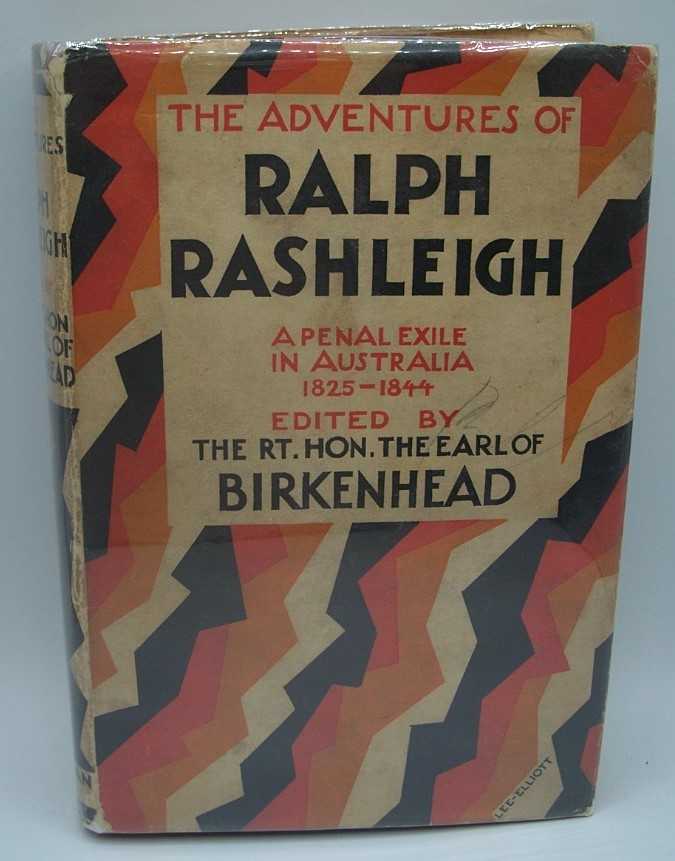 THE ADVENTURES OF
RALPH
RASHLEIGH
A PENAL EXILE
IN AUSTRALIA
1825-1844
EDITED BY
THE RT. HON. THE EARL OF
BIRKENHEAD
LEE-ELLIOTT